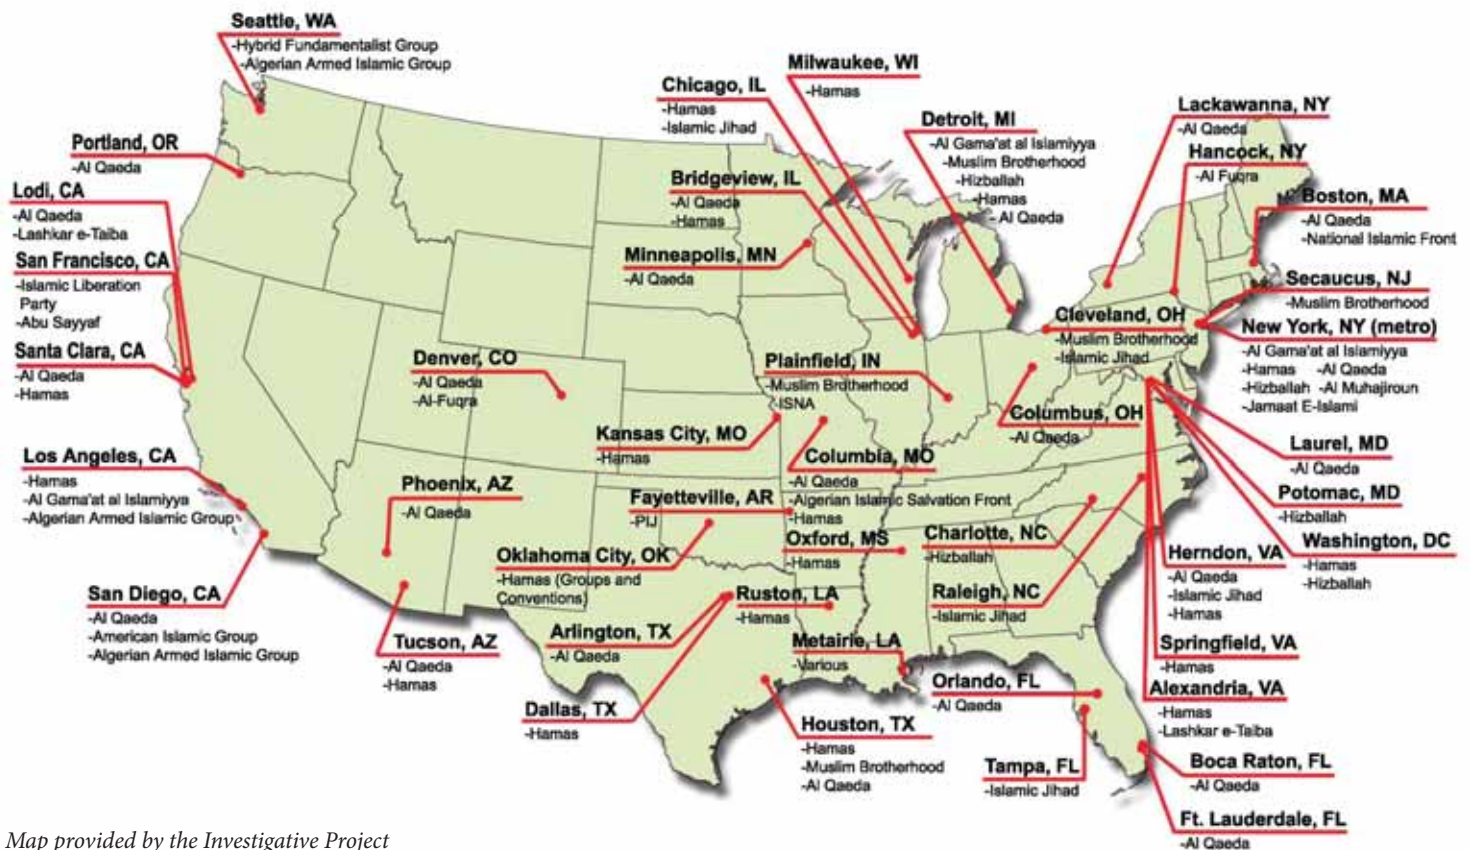 Seattle, WA
-Hybrid Fundamentalist Group
-Algerian Armed Islamic Group
Portland, OR
-Al Qaeda
Lodi, CA
-Al Qaeda
-Lashkar e-Taiba
San Francisco, CA
-Islamic Liberation
Party
-Abu Sayyaf
Santa Clara, CA
-Al Qaeda
-Hamas
Los Angeles, CA
-Hamas
-Al Gama'at al Islamiyya
-Algerian Armed Islamic Group
San Diego, CA
-Al Qaeda
-American Islamic Group
-Algerian Armed Islamic Group
Phoenix, AZ
-Al Qaeda
Tucson, AZ
-Al Qaeda
-Hamas
Denver, CO
-Al Qaeda
-Al-Fuqra
Milwaukee, WI
-Hamas
Chicago, IL
-Hamas
-Islamic Jihad
Bridgeview, IL
-Al Qaeda
-Hamas
Minneapolis, MN
-Al Qaeda
Detroit, MI
-Al Gama'at al Islamiyya
-Muslim Brotherhood
-Hizballah
-Hamas
- Al Qaeda
Plainfield, IN
-Muslim Brotherhood
-ISNA
Kansas City, MO
-Hamas
Columbia, MO
-Al Qaeda
-Algerian Islamic Salvation Front
-Hamas
Fayetteville, AR
-PIJ
Oklahoma City, OK
-Hamas (Groups and
Conventions)
Oxford, MS
-Hamas
Arlington, TX
-Al Qaeda
Dallas, TX
-Hamas
Ruston, LA
-Hamas
Metairie, LA
-Various
Houston, TX
-Hamas
-Muslim Brotherhood
-Al Qaeda
Lackawanna, NY
-Al Qaeda
Hancock, NY
-Al Fuqra
Boston, MA
-Al Qaeda
-National Islamic Front
Secaucus, NJ
-Muslim Brotherhood
Cleveland, OH
-Muslim Brotherhood
-Islamic Jihad
New York, NY (metro)
-Al Gama'at al Islamiyya
-Hamas -Al Qaeda
-Hizballah -Al Muhajiroun
-Jamaat E-Islami
Columbus, OH
-Al Qaeda
Laurel, MD
-Al Qaeda
Potomac, MD
-Hizballah
Washington, DC
-Hamas
-Hizballah
Charlotte, NC
-Hizballah
Raleigh, NC
-Islamic Jihad
Herndon, VA
-Al Qaeda
-Islamic Jihad
-Hamas
Springfield, VA
-Hamas
Alexandria, VA
-Hamas
-Lashkar e-Taiba
Orlando, FL
-Al Qaeda
Tampa, FL
-Islamic Jihad
Boca Raton, FL
-Al Qaeda
Ft. Lauderdale, FL
-Al Qaeda
Map provided by the Investigative Project